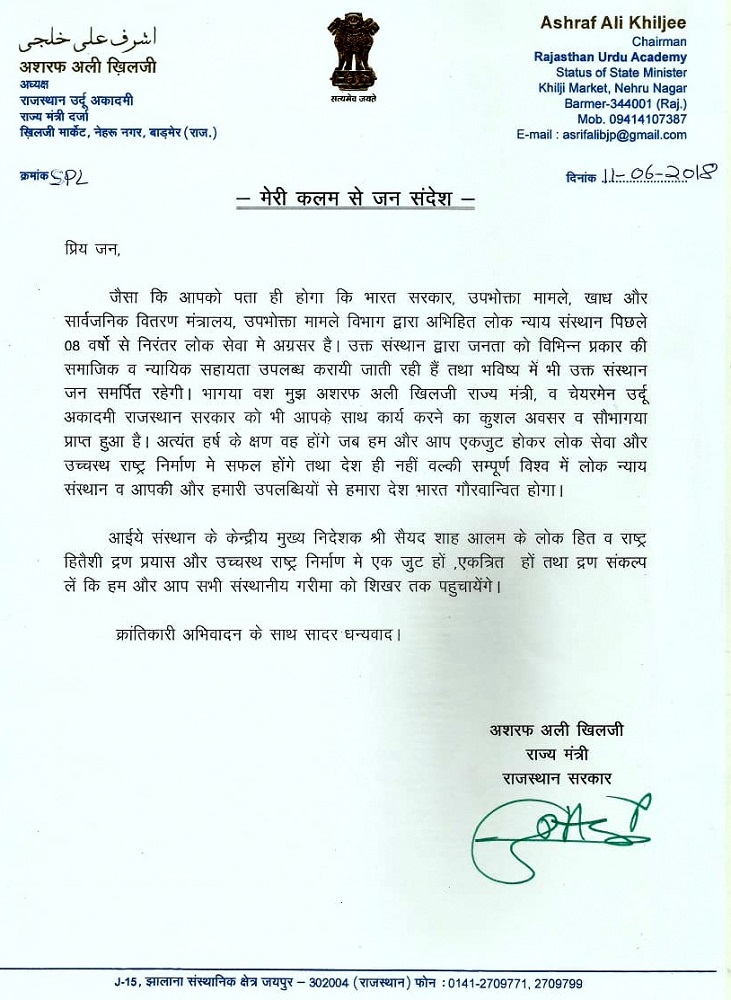 اشرف علی خلجی
अशरफ अली ख़िलजी
अध्यक्ष
राजस्थान उर्दू अकादमी
राज्य मंत्री दर्जा
ख़िलजी मार्केट, नेहरू नगर, बाड़मेर (राज.)
सत्यमेव जयते
Ashraf Ali Khiljee
Chairman
Rajasthan Urdu Academy
Status of State Minister
Khilji Market, Nehru Nagar
Barmer-344001 (Raj.)
Mob. 09414107387
E-mail : asrifalibjp@gmail.com
क्रमांक SPL
दिनांक 11-06-2018
– मेरी कलम से जन संदेश –
प्रिय जन,
जैसा कि आपको पता ही होगा कि भारत सरकार, उपभोक्ता मामले, खाध और
सार्वजनिक वितरण मंत्रालय, उपभोक्ता मामले विभाग द्वारा अभिहित लोक न्याय संस्थान पिछले
08 वर्षो से निरंतर लोक सेवा मे अग्रसर है। उक्त संस्थान द्वारा जनता को विभिन्न प्रकार की
समाजिक व न्यायिक सहायता उपलब्ध करायी जाती रही हैं तथा भविष्य में भी उक्त संस्थान
जन समर्पित रहेगी। भागया वश मुझ अशरफ अली खिलजी राज्य मंत्री, व चेयरमेन उर्दू
अकादमी राजस्थान सरकार को भी आपके साथ कार्य करने का कुशल अवसर व सौभागया
प्राप्त हुआ है। अत्यंत हर्ष के क्षण वह होंगे जब हम और आप एकजुट होकर लोक सेवा और
उच्चस्थ राष्ट्र निर्माण मे सफल होंगे तथा देश ही नहीं वल्की सम्पूर्ण विश्व में लोक न्याय
संस्थान व आपकी और हमारी उपलब्धियों से हमारा देश भारत गौरवान्वित होगा।
आईये संस्थान के केन्द्रीय मुख्य निदेशक श्री सैयद शाह आलम के लोक हित व राष्ट्र
हितैशी द्रण प्रयास और उच्चस्थ राष्ट्र निर्माण मे एक जुट हों ,एकत्रित हों तथा द्रण संकल्प
लें कि हम और आप सभी संस्थानीय गरीमा को शिखर तक पहुचायेंगे।
क्रांतिकारी अभिवादन के साथ सादर धन्यवाद।
अशरफ अली खिलजी
राज्य मंत्री
राजस्थान सरकार
J-15, झालाना संस्थानिक क्षेत्र जयपुर – 302004 (राजस्थान) फोन : 0141-2709771, 2709799